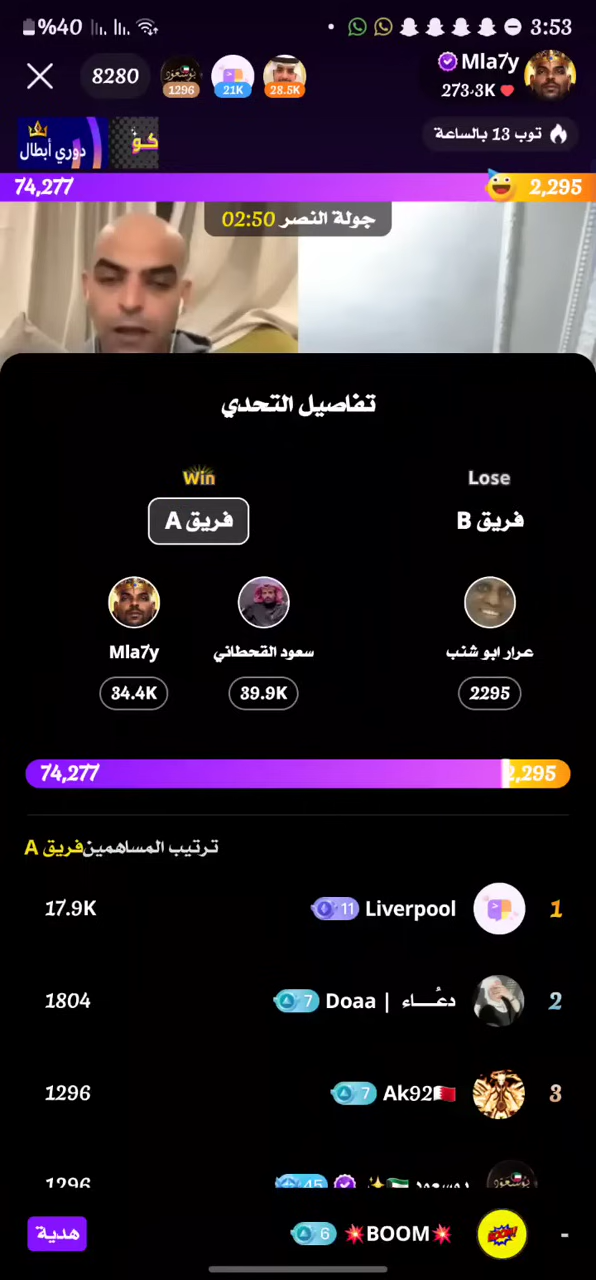 %40 3:53
8280 1296 21K 28.5K Mla7y
273.3K
دوري أبطال كو توب 13 بالساعة
74,277 2,295
جولة النصر 02:50
تفاصيل التحدي
Win Lose
فريق A فريق B
Mla7y سعود القحطاني عرار ابو شنب
34.4K 39.9K 2295
74,277 2,295
ترتيب المساهمين فريق A
17.9K 11 Liverpool 1
1804 7 Doaa | دعُـــاء 2
1296 7 Ak92🇧🇭 3
1296 45 بوسعود
هدية 6 💥BOOM💥 -